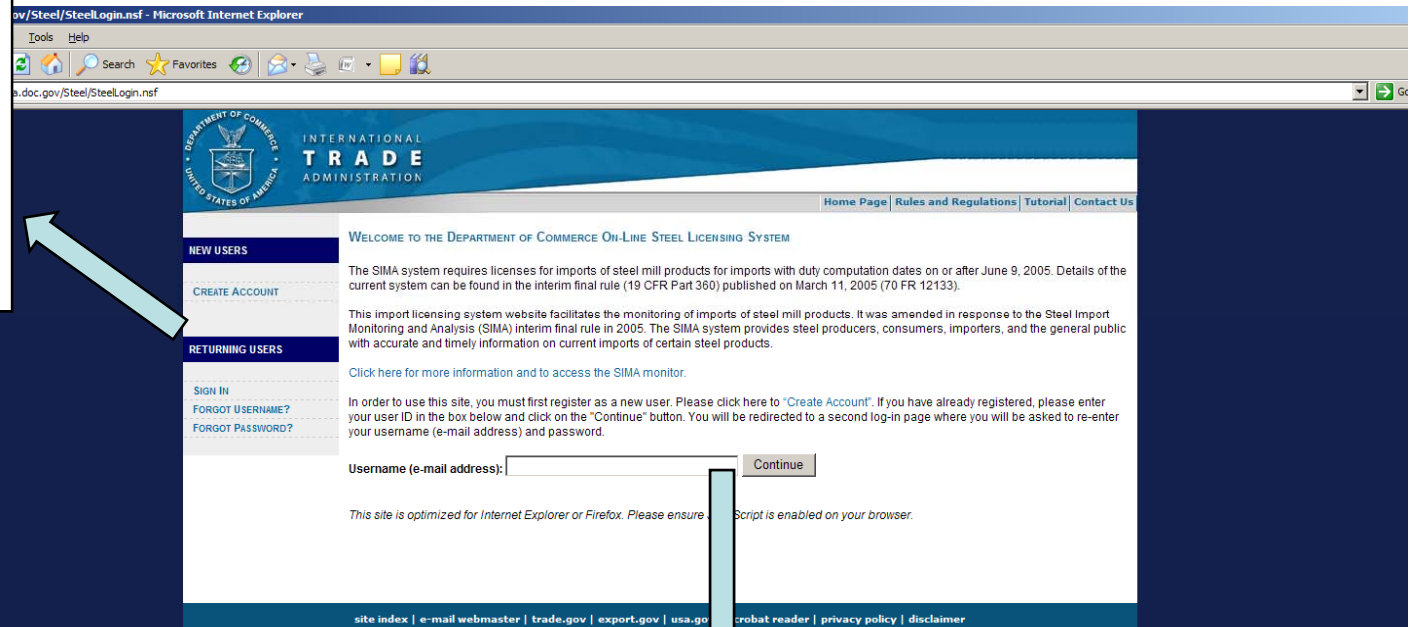 ov/Steel/SteelLogin.nsf - Microsoft Internet Explorer
Tools Help
Search Favorites
a.doc.gov/Steel/SteelLogin.nsf
Go
DEPARTMENT OF COMMERCE
UNITED STATES OF AMERICA
INTERNATIONAL
TRADE
ADMINISTRATION
Home Page Rules and Regulations Tutorial Contact Us
NEW USERS
CREATE ACCOUNT
RETURNING USERS
SIGN IN
FORGOT USERNAME?
FORGOT PASSWORD?
WELCOME TO THE DEPARTMENT OF COMMERCE ON-LINE STEEL LICENSING SYSTEM
The SIMA system requires licenses for imports of steel mill products for imports with duty computation dates on or after June 9, 2005. Details of the
current system can be found in the interim final rule (19 CFR Part 360) published on March 11, 2005 (70 FR 12133).
This import licensing system website facilitates the monitoring of imports of steel mill products. It was amended in response to the Steel Import
Monitoring and Analysis (SIMA) interim final rule in 2005. The SIMA system provides steel producers, consumers, importers, and the general public
with accurate and timely information on current imports of certain steel products.
Click here for more information and to access the SIMA monitor.
In order to use this site, you must first register as a new user. Please click here to "Create Account". If you have already registered, please enter
your user ID in the box below and click on the "Continue" button. You will be redirected to a second log-in page where you will be asked to re-enter
your username (e-mail address) and password.
Username (e-mail address): Continue
This site is optimized for Internet Explorer or Firefox. Please ensure Script is enabled on your browser.
site index | e-mail webmaster | trade.gov | export.gov | usa.go crobat reader | privacy policy | disclaimer